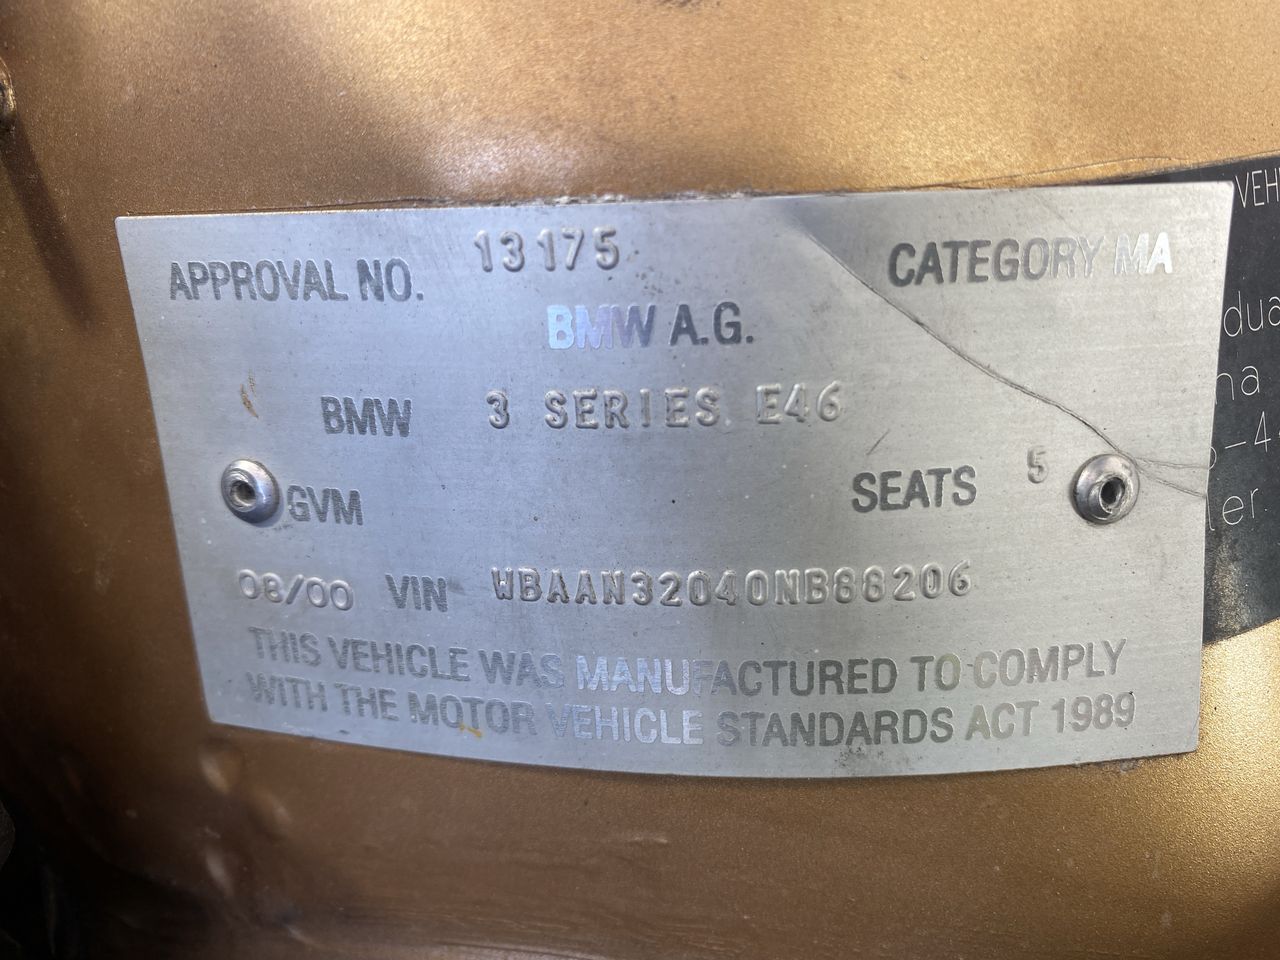 APPROVAL NO. 13175 CATEGORY MA
BMW A.G.
BMW 3 SERIES E46
GVM SEATS 5
08/00 VIN WBAAN32040NB88206
THIS VEHICLE WAS MANUFACTURED TO COMPLY
WITH THE MOTOR VEHICLE STANDARDS ACT 1989
VEH